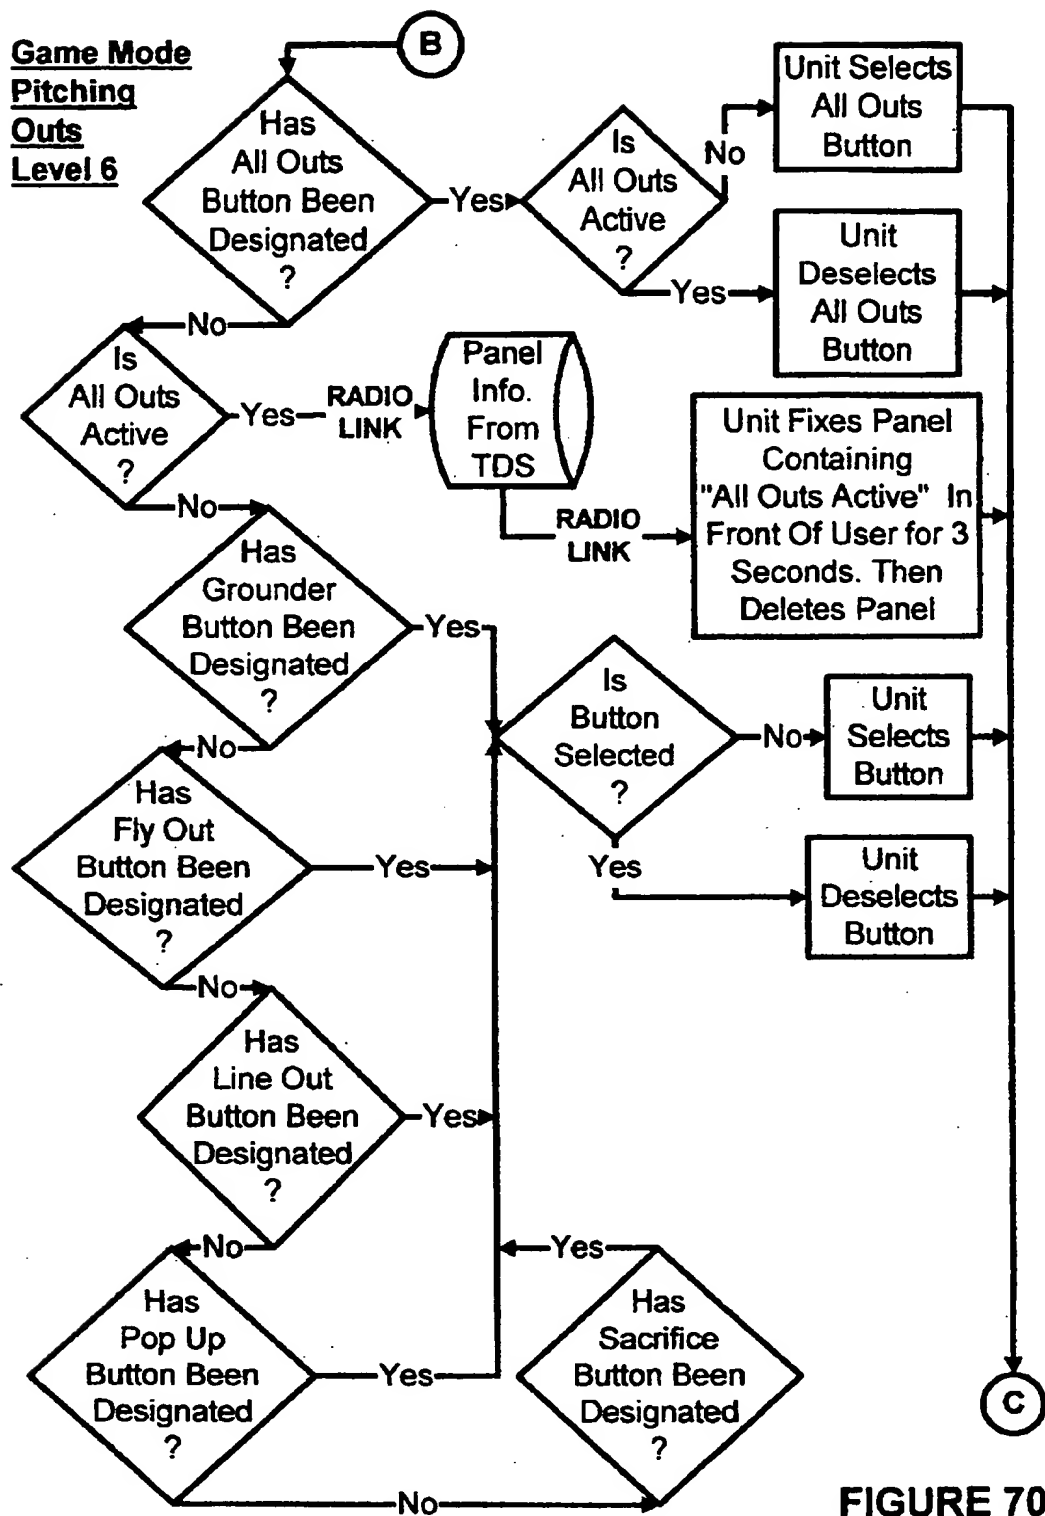 Game Mode
Pitching
Outs
Level 6
B
Has
All Outs
Button Been
Designated
?
Yes
Is
All Outs
Active
?
No
Unit Selects
All Outs
Button
Yes
Unit
Deselects
All Outs
Button
No
Is
All Outs
Active
?
Yes
RADIO
LINK
Panel
Info.
From
TDS
RADIO
LINK
Unit Fixes Panel
Containing
"All Outs Active" In
Front Of User for 3
Seconds. Then
Deletes Panel
No
Has
Grounder
Button Been
Designated
?
Yes
Is
Button
Selected
?
No
Unit
Selects
Button
Yes
Unit
Deselects
Button
No
Has
Fly Out
Button Been
Designated
?
Yes
No
Has
Line Out
Button Been
Designated
?
Yes
No
Has
Pop Up
Button Been
Designated
?
Yes
Yes
Has
Sacrifice
Button Been
Designated
?
No
C
FIGURE 70